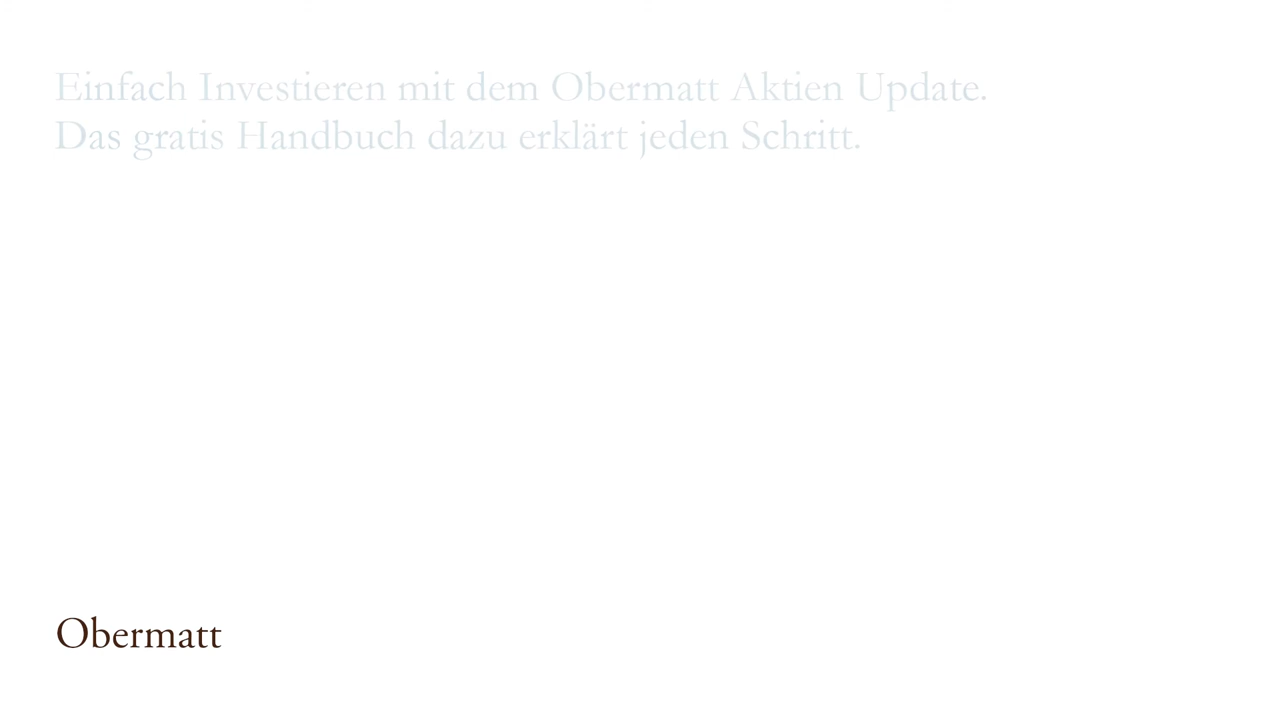 Einfach Investieren mit dem Obermatt Aktien Update.
Das gratis Handbuch dazu erklärt jeden Schritt.
Obermatt